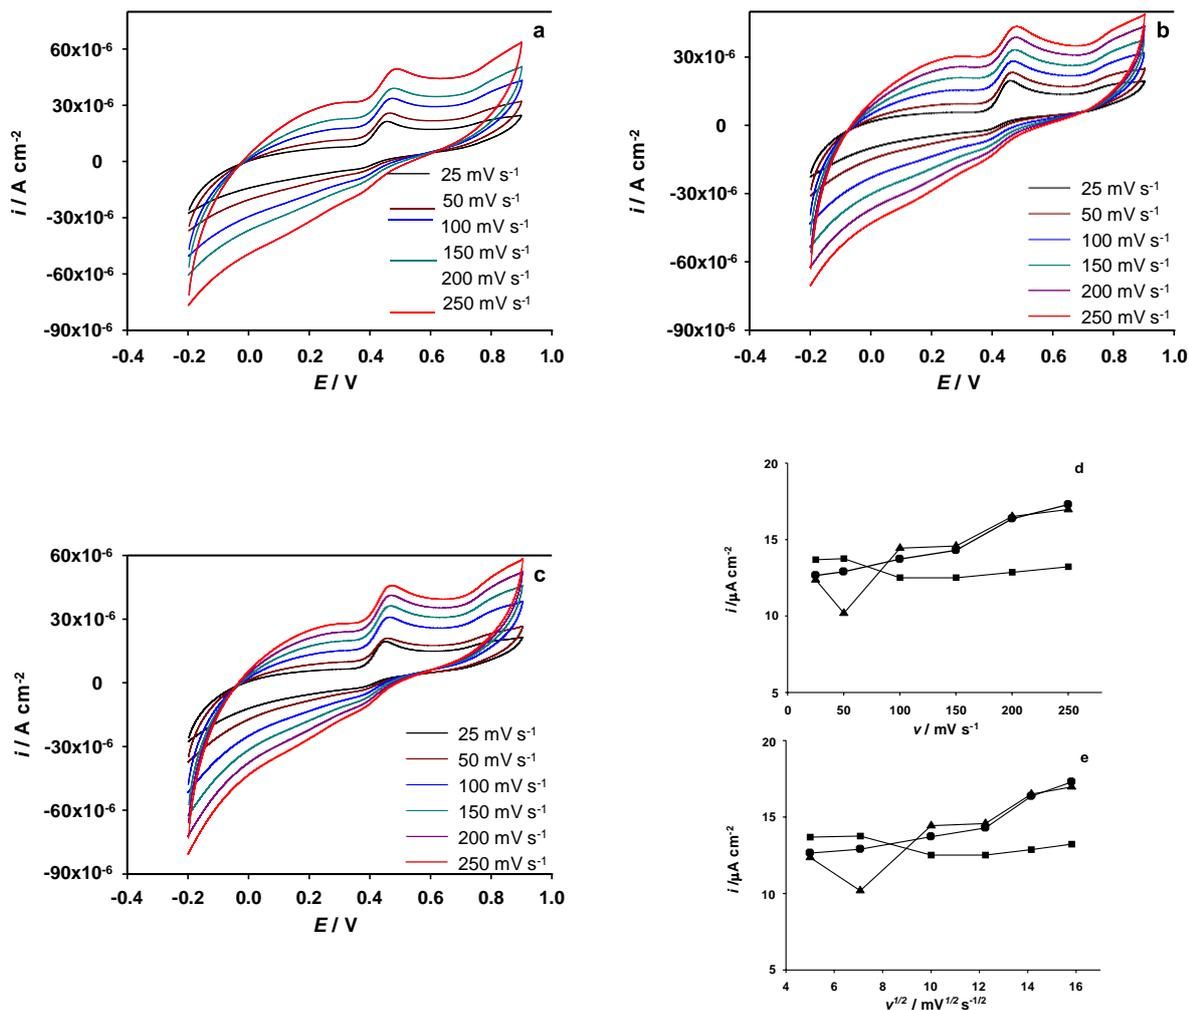 a
60x10-6
30x10-6
0
-30x10-6
-60x10-6
-90x10-6
i / A cm-2
25 mV s-1
50 mV s-1
100 mV s-1
150 mV s-1
200 mV s-1
250 mV s-1
-0.4 -0.2 0.0 0.2 0.4 0.6 0.8 1.0
E / V
b
30x10-6
0
-30x10-6
-60x10-6
-90x10-6
i / A cm-2
25 mV s-1
50 mV s-1
100 mV s-1
150 mV s-1
200 mV s-1
250 mV s-1
-0.4 -0.2 0.0 0.2 0.4 0.6 0.8 1.0
E / V
c
60x10-6
30x10-6
0
-30x10-6
-60x10-6
-90x10-6
i / A cm-2
25 mV s-1
50 mV s-1
100 mV s-1
150 mV s-1
200 mV s-1
250 mV s-1
-0.4 -0.2 0.0 0.2 0.4 0.6 0.8 1.0
E / V
d
20
15
10
5
i /µA cm-2
0 50 100 150 200 250
v / mV s-1
e
20
15
10
5
i /µA cm-2
4 6 8 10 12 14 16
v1/2 / mV1/2 s-1/2